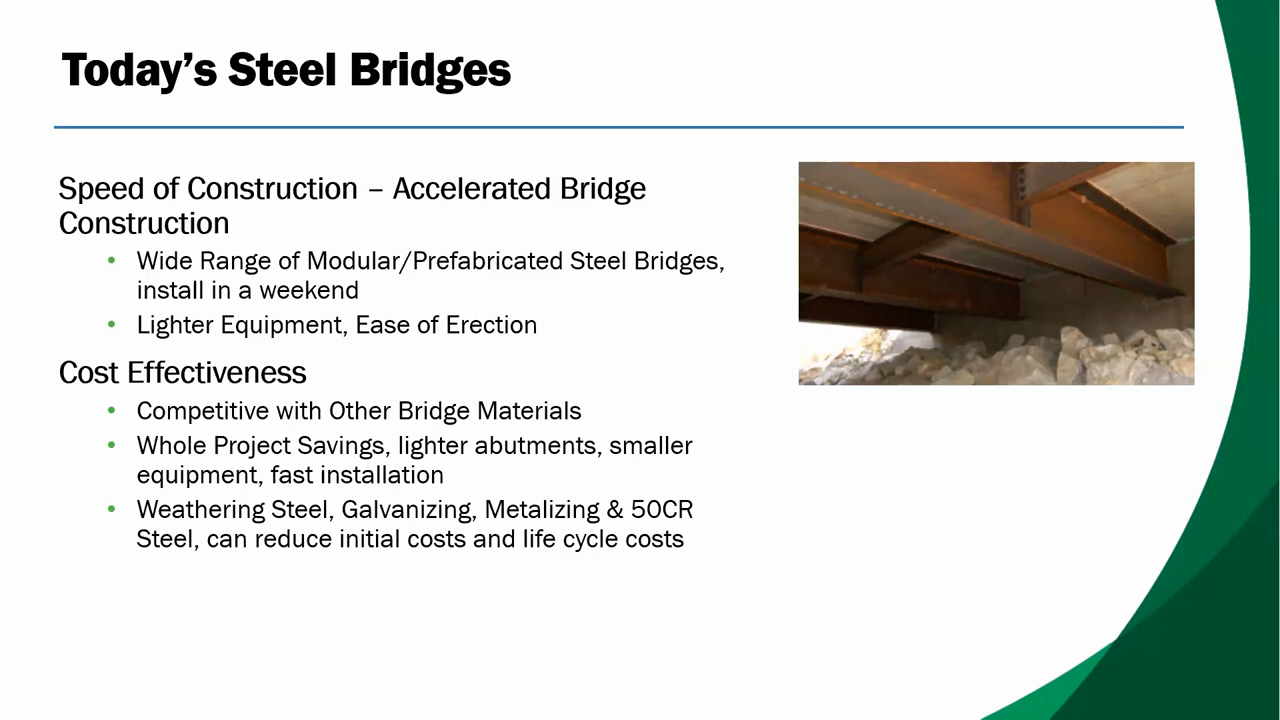 Today’s Steel Bridges
Speed of Construction – Accelerated Bridge
Construction
• Wide Range of Modular/Prefabricated Steel Bridges,
install in a weekend
• Lighter Equipment, Ease of Erection
Cost Effectiveness
• Competitive with Other Bridge Materials
• Whole Project Savings, lighter abutments, smaller
equipment, fast installation
• Weathering Steel, Galvanizing, Metalizing & 50CR
Steel, can reduce initial costs and life cycle costs